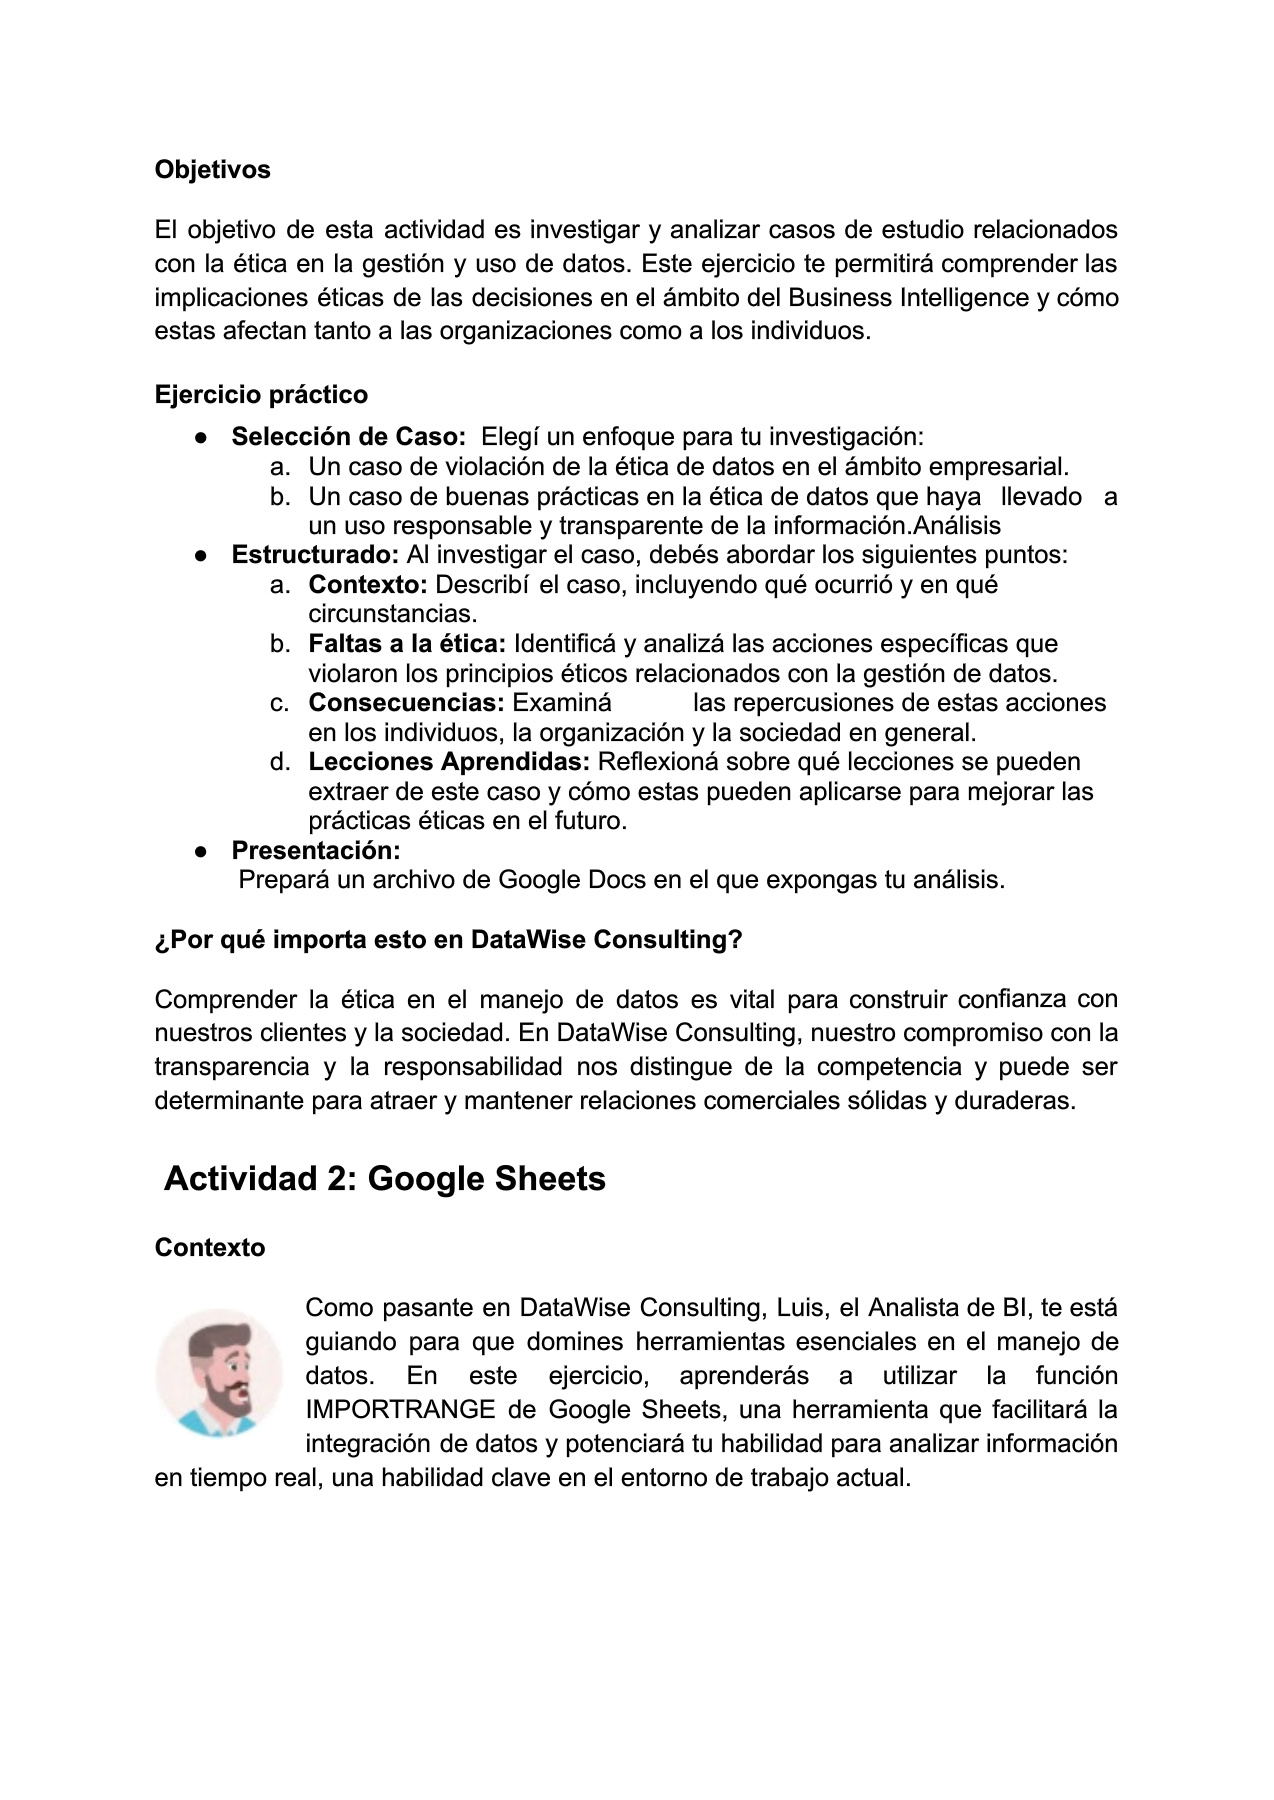 Objetivos
El objetivo de esta actividad es investigar y analizar casos de estudio relacionados
con la ética en la gestión y uso de datos. Este ejercicio te permitirá comprender las
implicaciones éticas de las decisiones en el ámbito del Business Intelligence y cómo
estas afectan tanto a las organizaciones como a los individuos.
Ejercicio práctico
● Selección de Caso: Elegí un enfoque para tu investigación:
a. Un caso de violación de la ética de datos en el ámbito empresarial.
b. Un caso de buenas prácticas en la ética de datos que haya llevado a
un uso responsable y transparente de la información.Análisis
● Estructurado: Al investigar el caso, debés abordar los siguientes puntos:
a. Contexto: Describí el caso, incluyendo qué ocurrió y en qué
circunstancias.
b. Faltas a la ética: Identificá y analizá las acciones específicas que
violaron los principios éticos relacionados con la gestión de datos.
c. Consecuencias: Examiná las repercusiones de estas acciones
en los individuos, la organización y la sociedad en general.
d. Lecciones Aprendidas: Reflexioná sobre qué lecciones se pueden
extraer de este caso y cómo estas pueden aplicarse para mejorar las
prácticas éticas en el futuro.
● Presentación:
Prepará un archivo de Google Docs en el que expongas tu análisis.
¿Por qué importa esto en DataWise Consulting?
Comprender la ética en el manejo de datos es vital para construir confianza con
nuestros clientes y la sociedad. En DataWise Consulting, nuestro compromiso con la
transparencia y la responsabilidad nos distingue de la competencia y puede ser
determinante para atraer y mantener relaciones comerciales sólidas y duraderas.
Actividad 2: Google Sheets
Contexto
Como pasante en DataWise Consulting, Luis, el Analista de BI, te está
guiando para que domines herramientas esenciales en el manejo de
datos. En este ejercicio, aprenderás a utilizar la función
IMPORTRANGE de Google Sheets, una herramienta que facilitará la
integración de datos y potenciará tu habilidad para analizar información
en tiempo real, una habilidad clave en el entorno de trabajo actual.